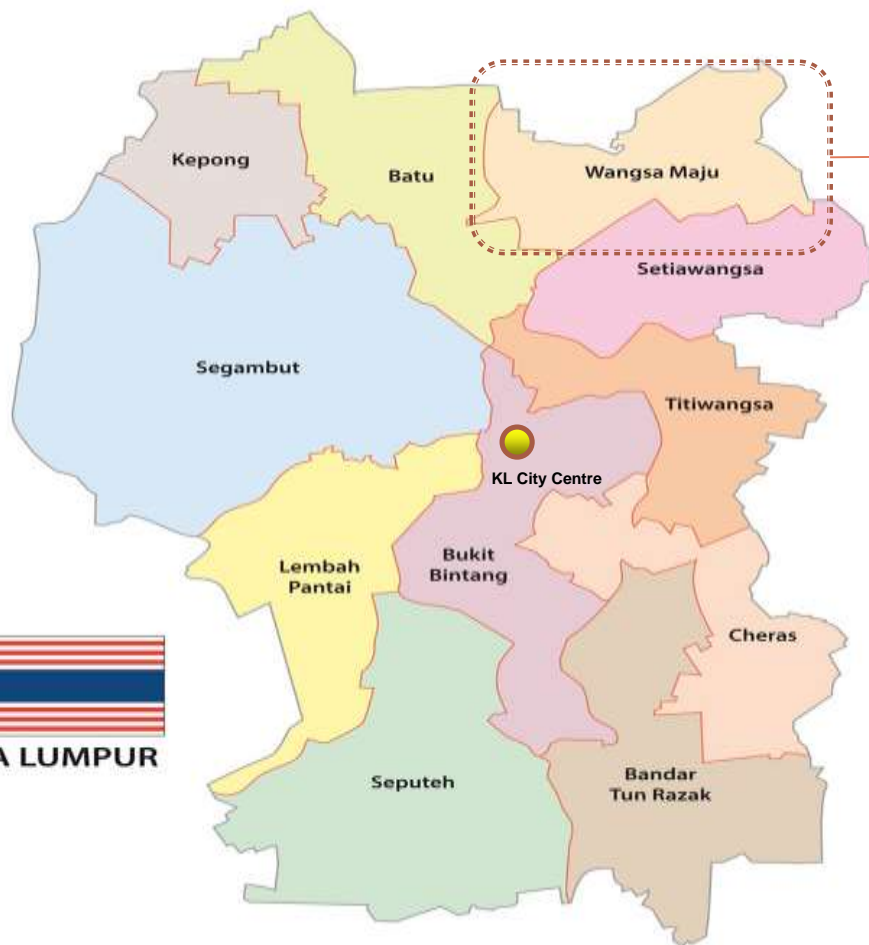 Kepong
Batu
Wangsa Maju
Setiawangsa
Segambut
Titiwangsa
KL City Centre
Lembah
Pantai
Bukit
Bintang
Cheras
A LUMPUR
Seputeh
Bandar
Tun Razak